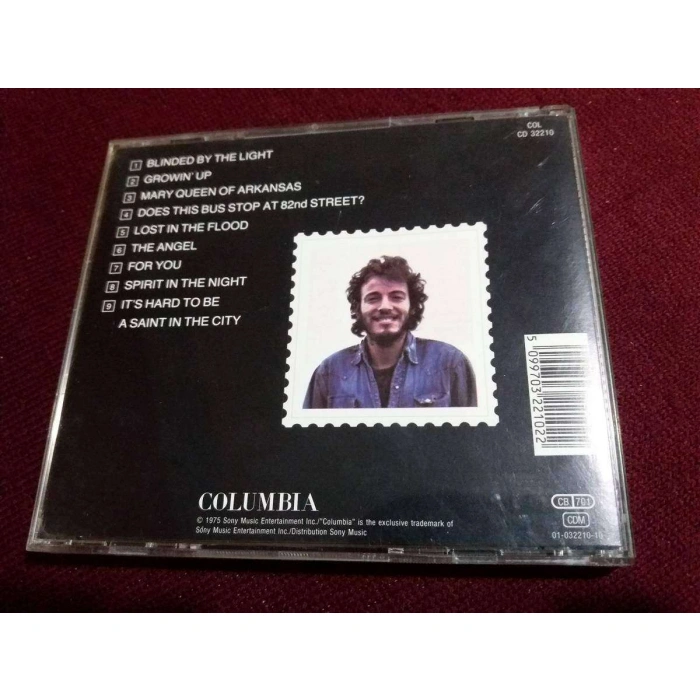 COL
CD 32210
1 BLINDED BY THE LIGHT
2 GROWIN' UP
3 MARY QUEEN OF ARKANSAS
4 DOES THIS BUS STOP AT 82nd STREET?
5 LOST IN THE FLOOD
6 THE ANGEL
7 FOR YOU
8 SPIRIT IN THE NIGHT
9 IT'S HARD TO BE
A SAINT IN THE CITY
5 099703 221022
COLUMBIA
© 1975 Sony Music Entertainment Inc./"Columbia" is the exclusive trademark of
Sony Music Entertainment Inc./Distribution Sony Music
CB 761
CDM
01-032210-10